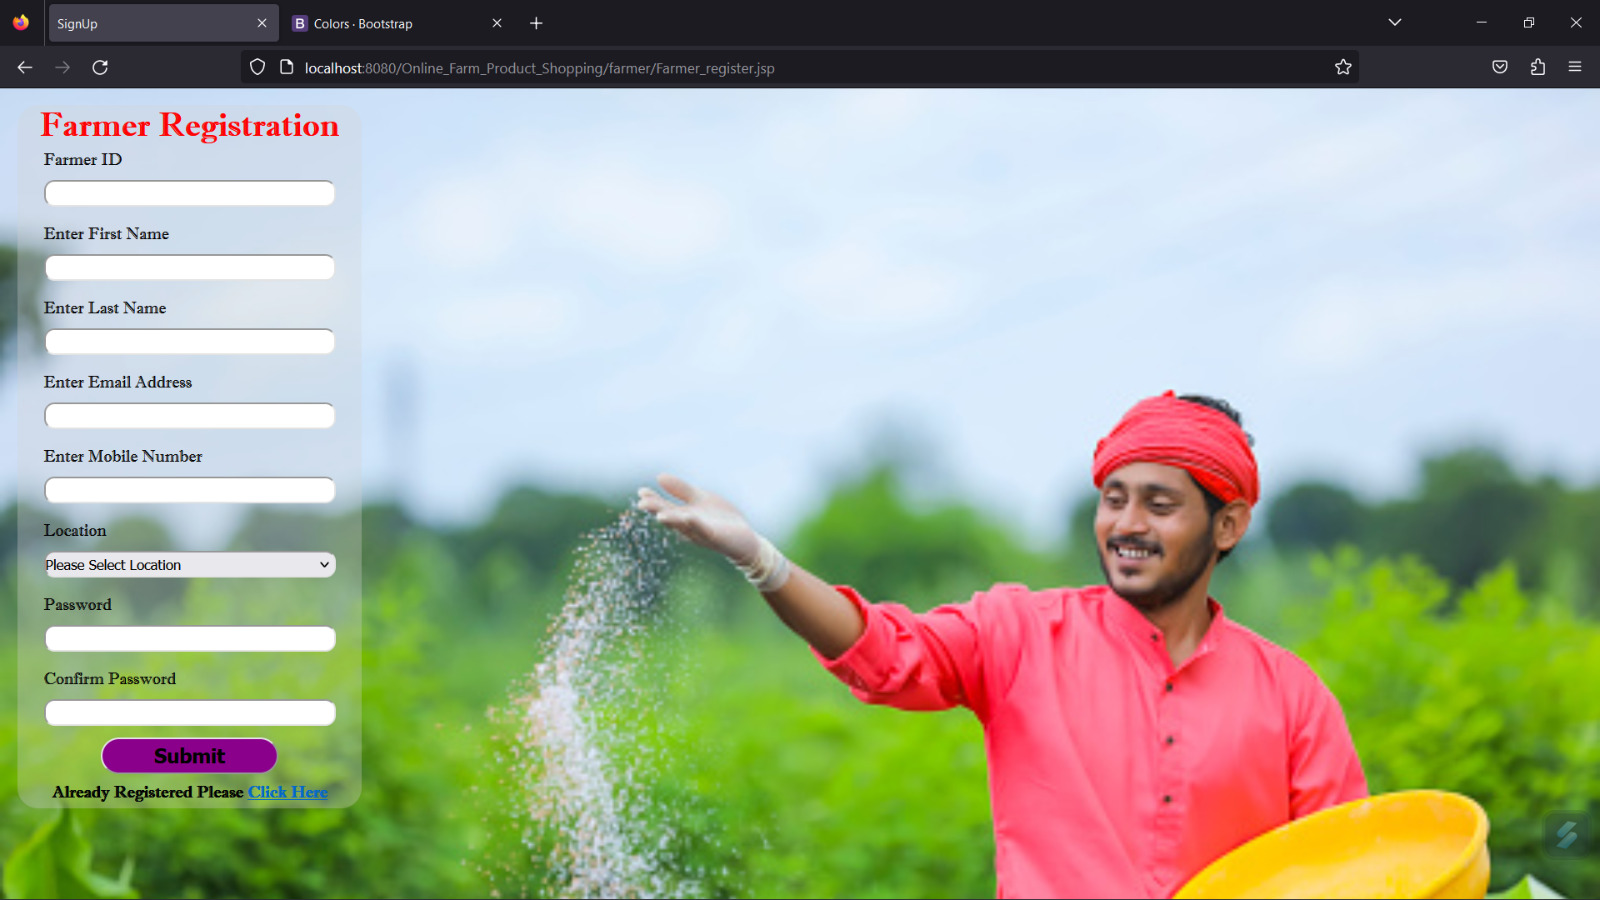 SignUp
Colors · Bootstrap
localhost:8080/Online_Farm_Product_Shopping/farmer/Farmer_register.jsp
Farmer Registration
Farmer ID
Enter First Name
Enter Last Name
Enter Email Address
Enter Mobile Number
Location
Please Select Location
Password
Confirm Password
Submit
Already Registered Please Click Here